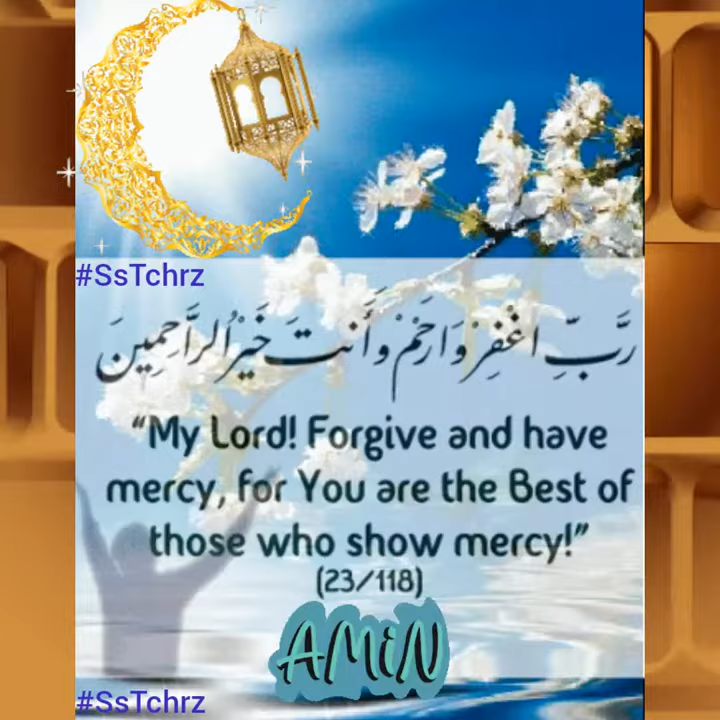 #SsTchrz
رَّبِّ اغْفِرْ وَارْحَمْ وَأَنتَ خَيْرُ الرَّاحِمِينَ
“My Lord! Forgive and have
mercy, for You are the Best of
those who show mercy!”
(23/118)
AMiN
#SsTchrz